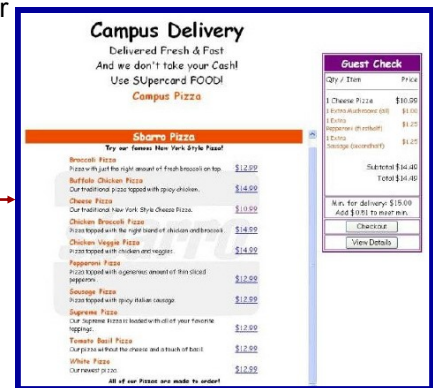 r
Campus Delivery
Delivered Fresh & Fast
And we don't take your Cash!
Use SUpercard FOOD!
Campus Pizza
Sbarro Pizza
Try our famous New York Style Pizza!
Broccoli Pizza
Pizza with just the right amount of fresh broccoli on top. $12.99
Buffalo Chicken Pizza
Our traditional pizza topped with spicy chicken. $14.99
Cheese Pizza
Our traditional New York Style Cheese Pizza. $10.99
Chicken Broccoli Pizza
Pizza topped with the right blend of chicken and broccoli. $14.99
Chicken Veggie Pizza
Pizza topped with chicken and veggies. $14.99
Pepperoni Pizza
Pizza topped with a generous amount of thin sliced
pepperoni. $12.99
Sausage Pizza
Pizza topped with spicy Italian sausage. $12.99
Supreme Pizza
Our Supreme Pizza is loaded with all of your favorite
toppings. $12.99
Tomato Basil Pizza
Our pizza without the cheese and a touch of basil. $12.99
White Pizza
Our newest pizza. $12.99
All of our Pizzas are made to order!
Guest Check
Qty / Item Price
1 Cheese Pizza $10.99
1 Extra Mushrooms (all) $1.00
1 Extra
Pepperoni (firsthalf) $1.25
1 Extra
Sausage (secondhalf) $1.25
Subtotal $14.49
Total $14.49
Min. for delivery: $15.00
Add $0.51 to meet min.
Checkout
View Details